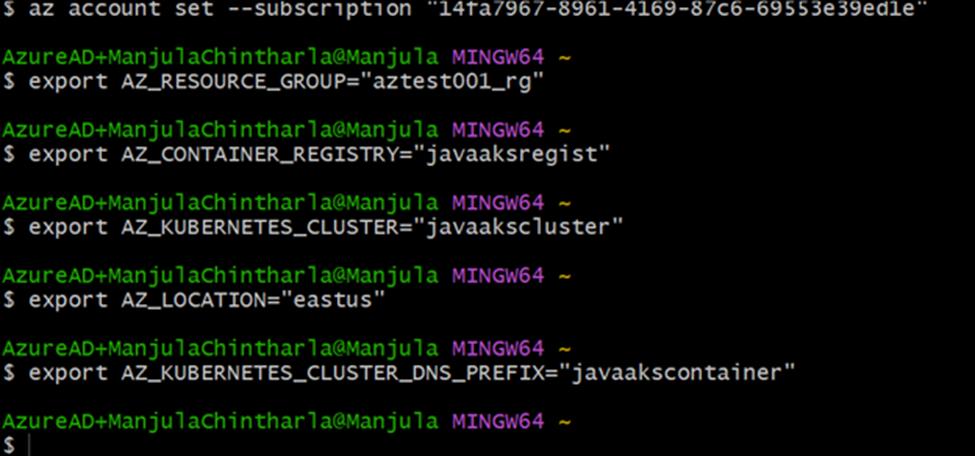 $ az account set --subscription "14fa7967-8961-4169-87c6-69553e39ed1e"
AzureAD+ManjulaChintharla@Manjula MINGW64 ~
$ export AZ_RESOURCE_GROUP="aztest001_rg"
AzureAD+ManjulaChintharla@Manjula MINGW64 ~
$ export AZ_CONTAINER_REGISTRY="javaaksregist"
AzureAD+ManjulaChintharla@Manjula MINGW64 ~
$ export AZ_KUBERNETES_CLUSTER="javaakscluster"
AzureAD+ManjulaChintharla@Manjula MINGW64 ~
$ export AZ_LOCATION="eastus"
AzureAD+ManjulaChintharla@Manjula MINGW64 ~
$ export AZ_KUBERNETES_CLUSTER_DNS_PREFIX="javaakscontainer"
AzureAD+ManjulaChintharla@Manjula MINGW64 ~
$